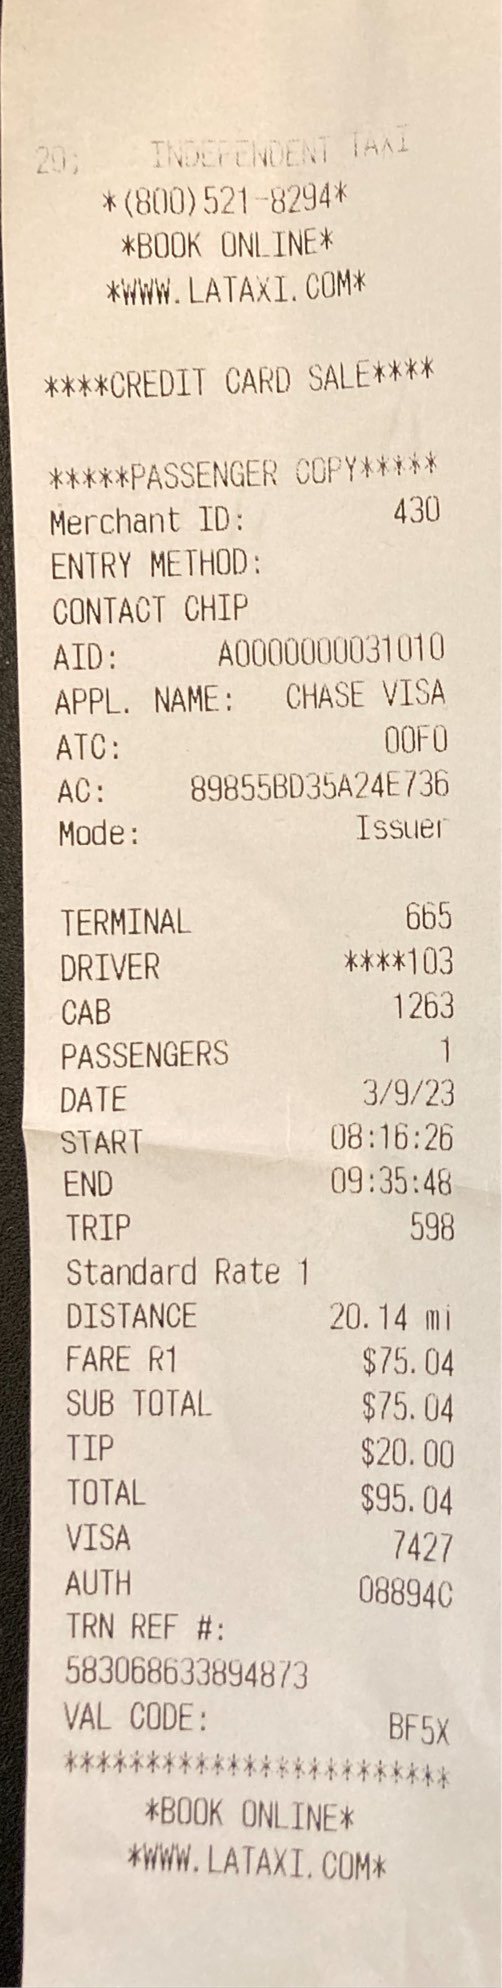 INDEPENDENT TAXI
*(800)521-8294*
*BOOK ONLINE*
*WWW.LATAXI.COM*
****CREDIT CARD SALE****
*****PASSENGER COPY*****
Merchant ID: 430
ENTRY METHOD:
CONTACT CHIP
AID: A0000000031010
APPL. NAME: CHASE VISA
ATC: 00F0
AC: 89855BD35A24E736
Mode: Issuer
TERMINAL 665
DRIVER ****103
CAB 1263
PASSENGERS 1
DATE 3/9/23
START 08:16:26
END 09:35:48
TRIP 598
Standard Rate 1
DISTANCE 20.14 mi
FARE R1 $75.04
SUB TOTAL $75.04
TIP $20.00
TOTAL $95.04
VISA 7427
AUTH 08894C
TRN REF #:
583068633894873
VAL CODE: BF5X
************************
*BOOK ONLINE*
*WWW.LATAXI.COM*